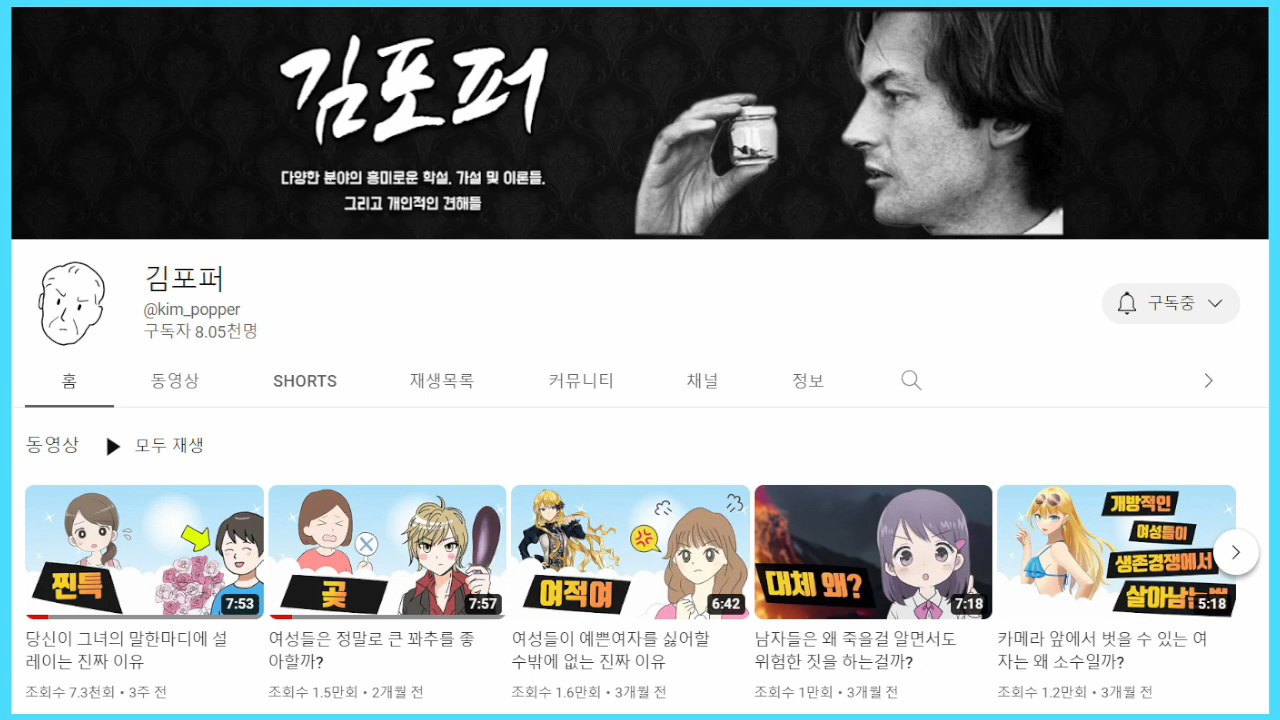 김포퍼
다양한 분야의 흥미로운 학설, 가설 및 이론들,
그리고 개인적인 견해들
김포퍼
@kim_popper
구독자 8.05천명
구독중
홈 동영상 SHORTS 재생목록 커뮤니티 채널 정보
동영상 모두 재생
찐특
7:53
곶
7:57
여적여
6:42
대체 왜?
7:18
개방적인
여성들이
생존경쟁에서
5:18
당신이 그녀의 말한마디에 설
레이는 진짜 이유
조회수 7.3천회 • 3주 전
여성들은 정말로 큰 꽈추를 좋
아할까?
조회수 1.5만회 • 2개월 전
여성들이 예쁜여자를 싫어할
수밖에 없는 진짜 이유
조회수 1.6만회 • 3개월 전
남자들은 왜 죽을걸 알면서도
위험한 짓을 하는걸까?
조회수 1만회 • 3개월 전
카메라 앞에서 벗을 수 있는 여
자는 왜 소수일까?
조회수 1.2만회 • 3개월 전